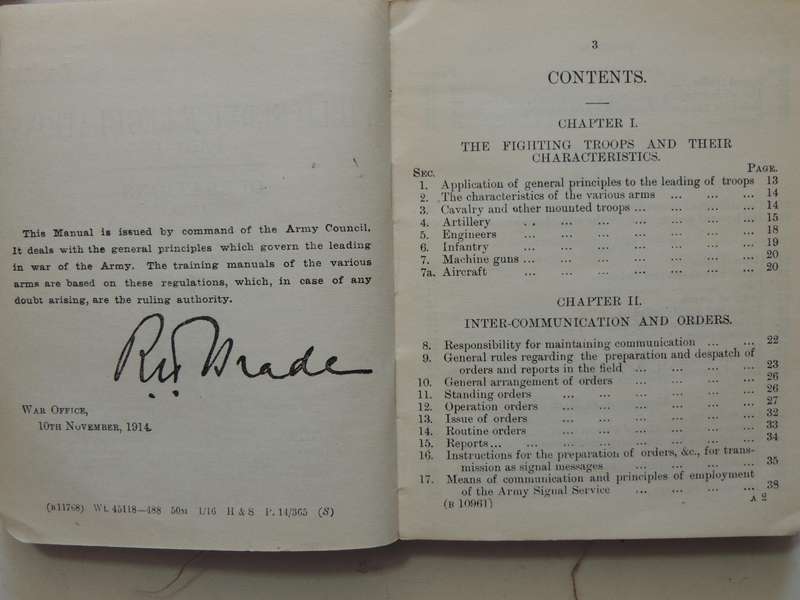 This Manual is issued by command of the Army Council.
It deals with the general principles which govern the leading
in war of the Army. The training manuals of the various
arms are based on these regulations, which, in case of any
doubt arising, are the ruling authority.
WAR OFFICE,
10TH NOVEMBER, 1914.
(B11768) Wt. 45118—488 50M 1/16 H & S P. 14/365 (S)
3
CONTENTS.
CHAPTER I.
THE FIGHTING TROOPS AND THEIR
CHARACTERISTICS.
SEC. PAGE.
1. Application of general principles to the leading of troops 13
2. The characteristics of the various arms ... ... ... 14
3. Cavalry and other mounted troops ... ... ... ... 14
4. Artillery ... ... ... ... ... ... 15
5. Engineers ... ... ... ... ... ... 18
6. Infantry ... ... ... ... ... ... 19
7. Machine guns ... ... ... ... ... ... 20
7a. Aircraft ... ... ... ... ... ... 20
CHAPTER II.
INTER-COMMUNICATION AND ORDERS.
8. Responsibility for maintaining communication ... ... 22
9. General rules regarding the preparation and despatch of
orders and reports in the field ... ... ... ... 23
10. General arrangement of orders ... ... ... ... 26
11. Standing orders ... ... ... ... ... 26
12. Operation orders ... ... ... ... ... 27
13. Issue of orders ... ... ... ... ... 32
14. Routine orders ... ... ... ... ... 33
15. Reports ... ... ... ... ... ... ... 34
16. Instructions for the preparation of orders, &c., for trans-
mission as signal messages ... ... ... ... 35
17. Means of communication and principles of employment
of the Army Signal Service ... ... ... ... 38
(B 10961) A 2